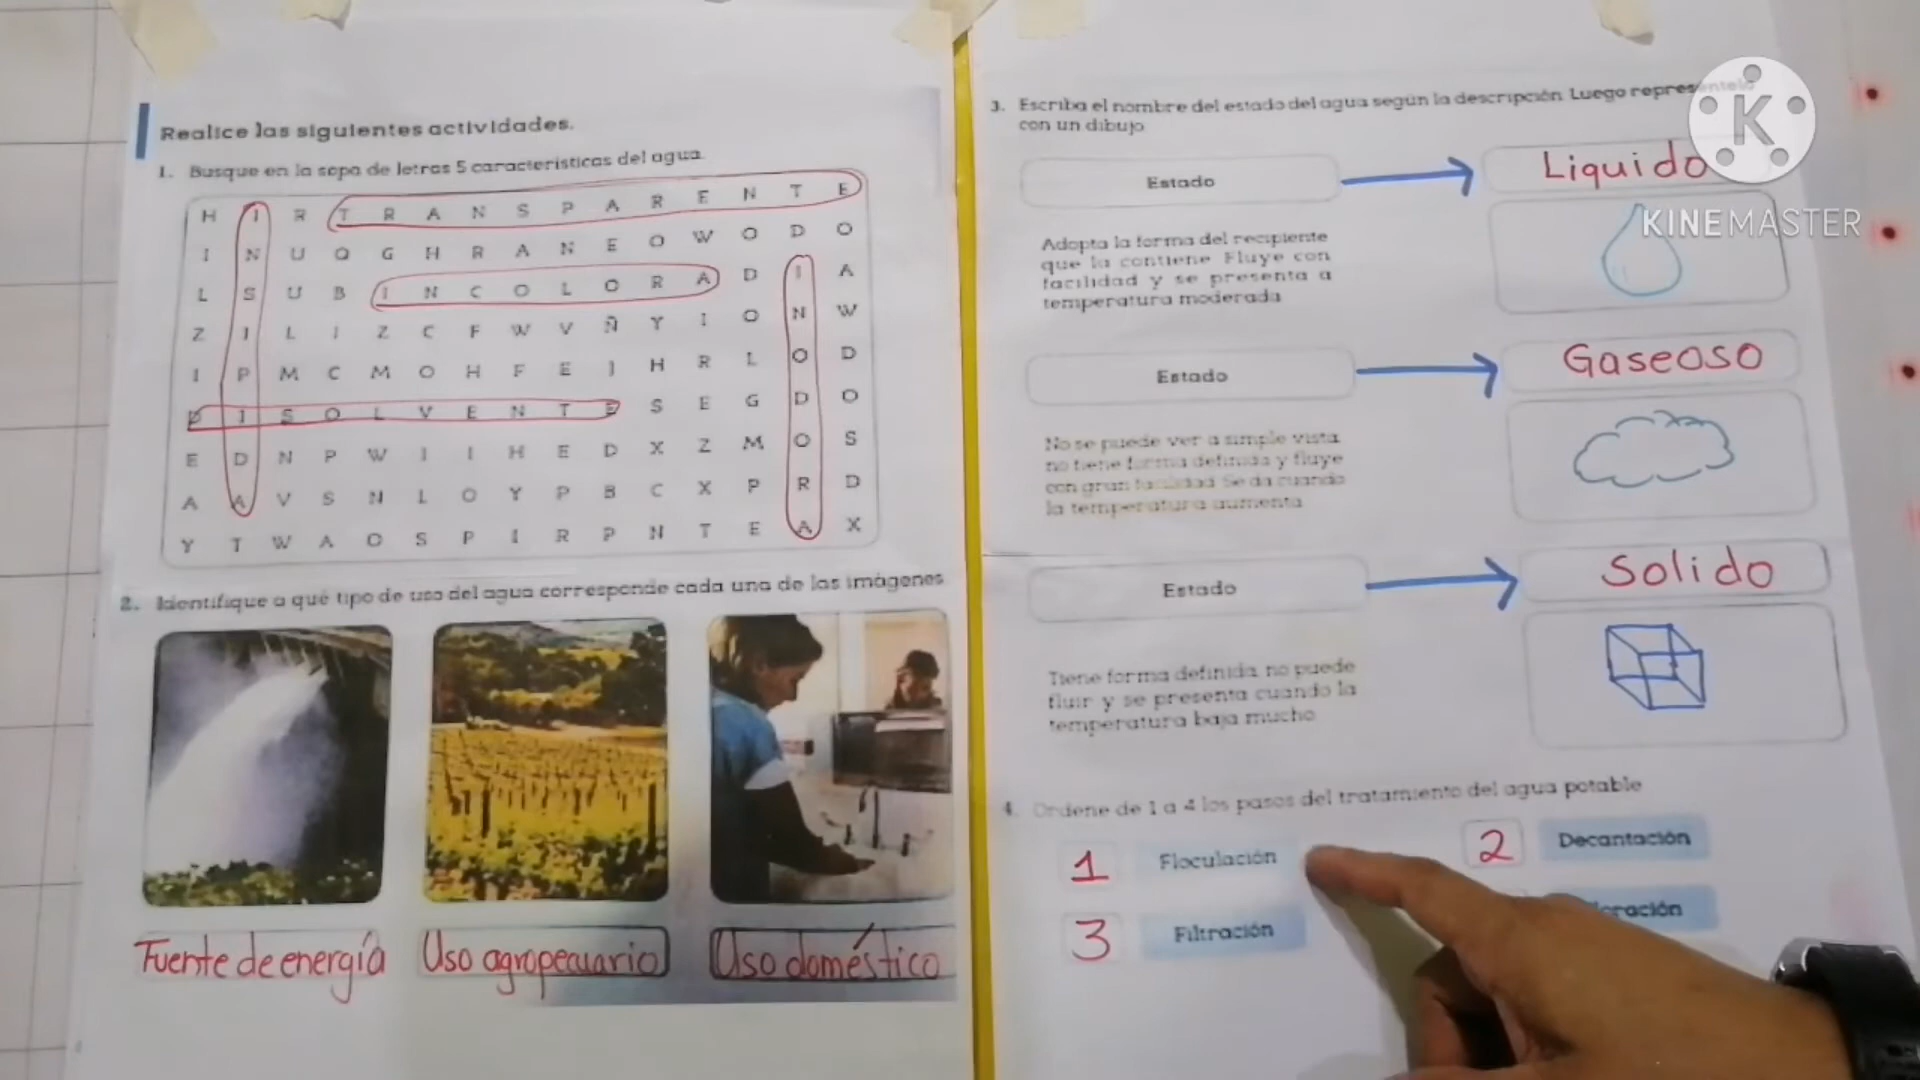 Realice las siguientes actividades.
1. Busque en la sopa de letras 5 características del agua.
H I R T R A N S P A R E N T E
I N U Q G H R A N E O W O D O
L S U B I N C O L O R A D I A
Z I L I Z C F W V Ñ Y I O N W
I P M C M O H F E J H R L O D
D I S O L V E N T E S E G D O
E D N P W I I H E D X Z M O S
A A V S N L O Y P B C X P R D
Y T W A O S P I R P N T E A X
2. Identifique a qué tipo de uso del agua corresponde cada una de las imágenes
Fuente de energía
Uso agropecuario
Uso doméstico
3. Escriba el nombre del estado del agua según la descripción. Luego represéntelo
con un dibujo
Estado
Liquido
Adopta la forma del recipiente
que la contiene. Fluye con
facilidad y se presenta a
temperatura moderada
Estado
Gaseoso
No se puede ver a simple vista,
no tiene forma definida y fluye
con gran facilidad. Se da cuando
la temperatura aumenta
Estado
Solido
Tiene forma definida, no puede
fluir y se presenta cuando la
temperatura baja mucho
4. Ordene de 1 a 4 los pasos del tratamiento del agua potable
1 Floculación
2 Decantación
3 Filtración
K
KINEMASTER